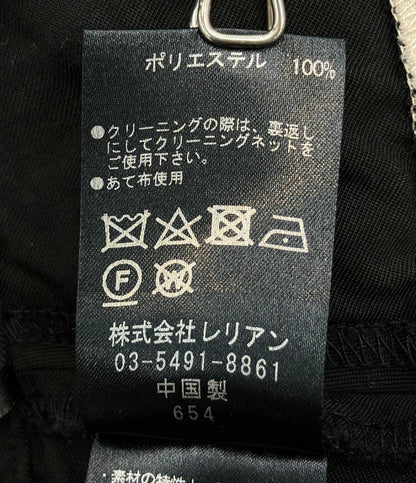 ポリエステル 100%
●クリーニングの際は、裏返し
にしてクリーニングネットを
ご使用下さい。
●あて布使用
F W
株式会社レリアン
03-5491-8861
中国製
654
・素材の特性